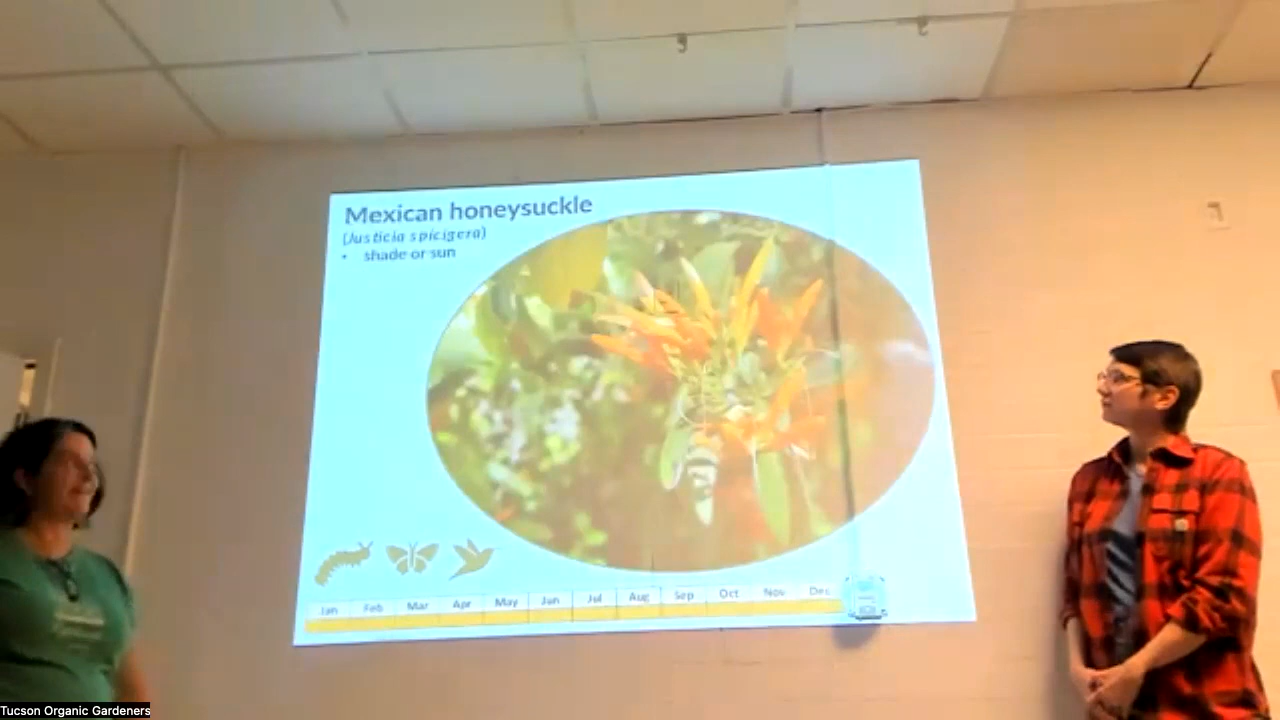 Mexican honeysuckle
(Justicia spicigera)
• shade or sun
Jan Feb Mar Apr May Jun Jul Aug Sep Oct Nov Dec
Tucson Organic Gardeners